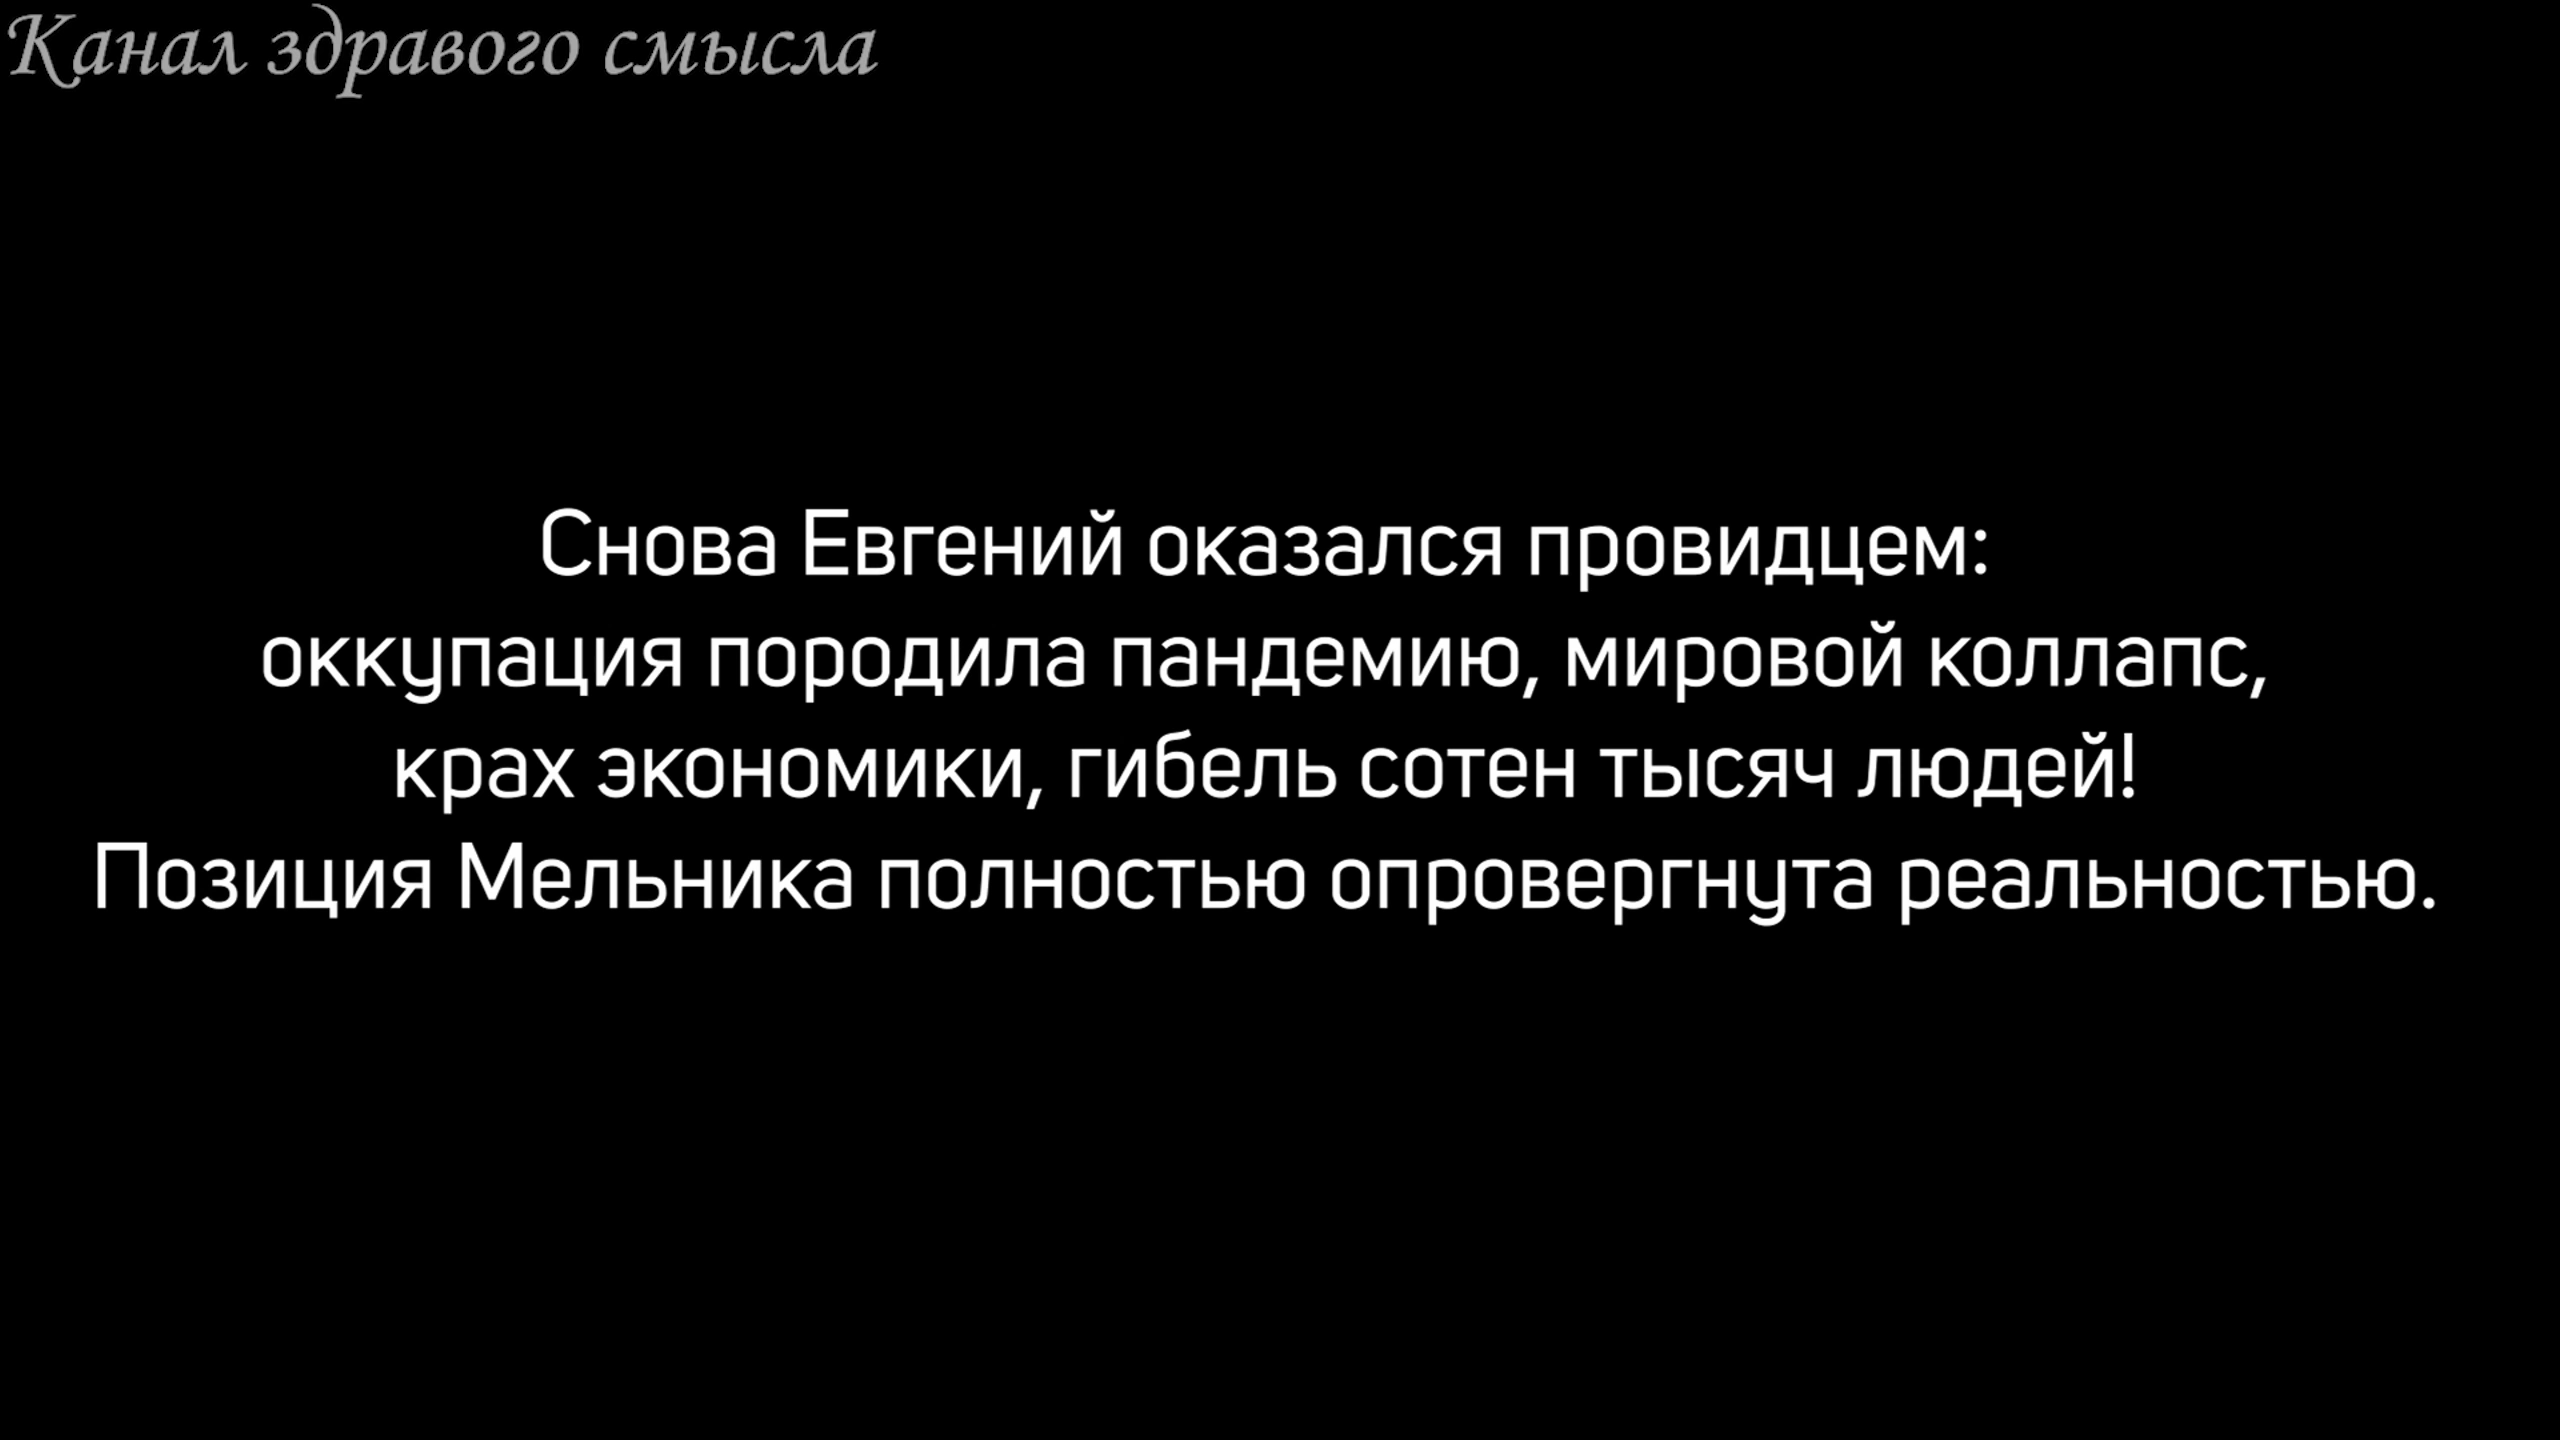 Канал здравого смысла
Снова Евгений оказался провидцем:
оккупация породила пандемию, мировой коллапс,
крах экономики, гибель сотен тысяч людей!
Позиция Мельника полностью опровергнута реальностью.